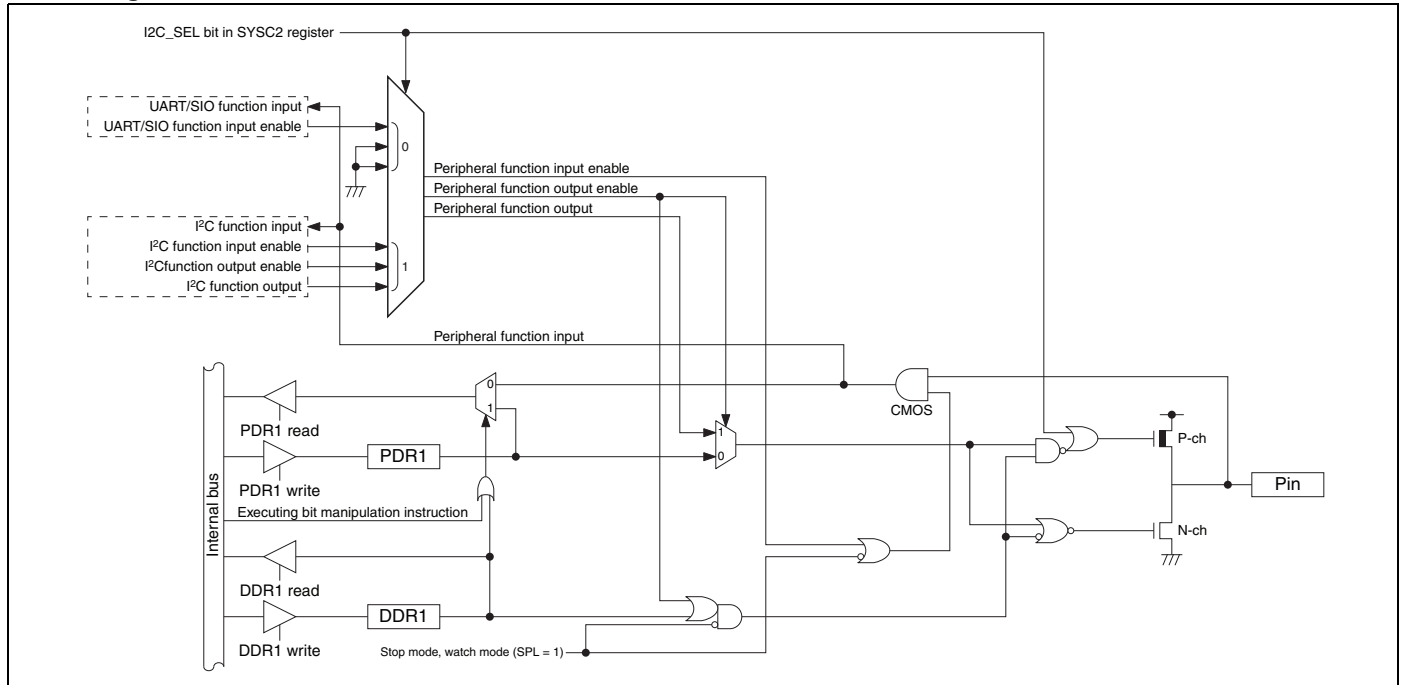 I2C_SEL bit in SYSC2 register
UART/SIO function input
UART/SIO function input enable
0
Peripheral function input enable
Peripheral function output enable
Peripheral function output
I²C function input
I²C function input enable
I²Cfunction output enable
I²C function output
1
Peripheral function input
0
1
CMOS
PDR1 read
PDR1
1
0
P-ch
Pin
PDR1 write
Executing bit manipulation instruction
Internal bus
N-ch
DDR1 read
DDR1
DDR1 write
Stop mode, watch mode (SPL = 1)